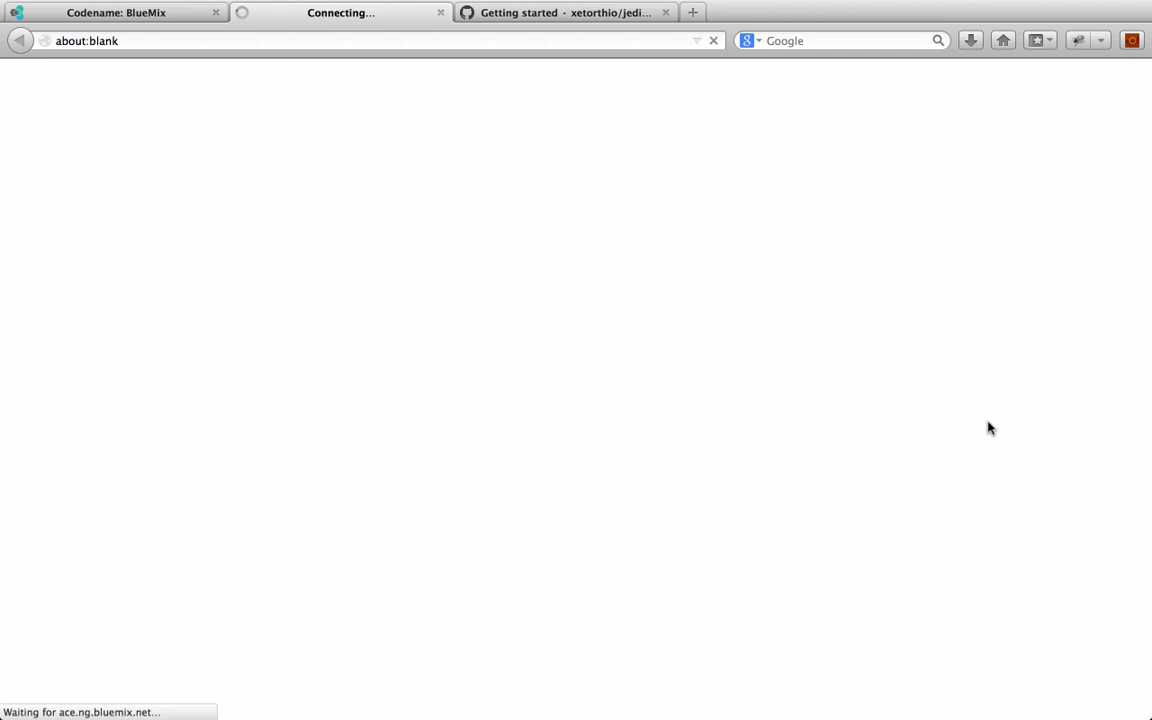 Codename: BlueMix
Connecting...
Getting started · xetorthio/jedi...
about:blank
Google
Waiting for ace.ng.bluemix.net...